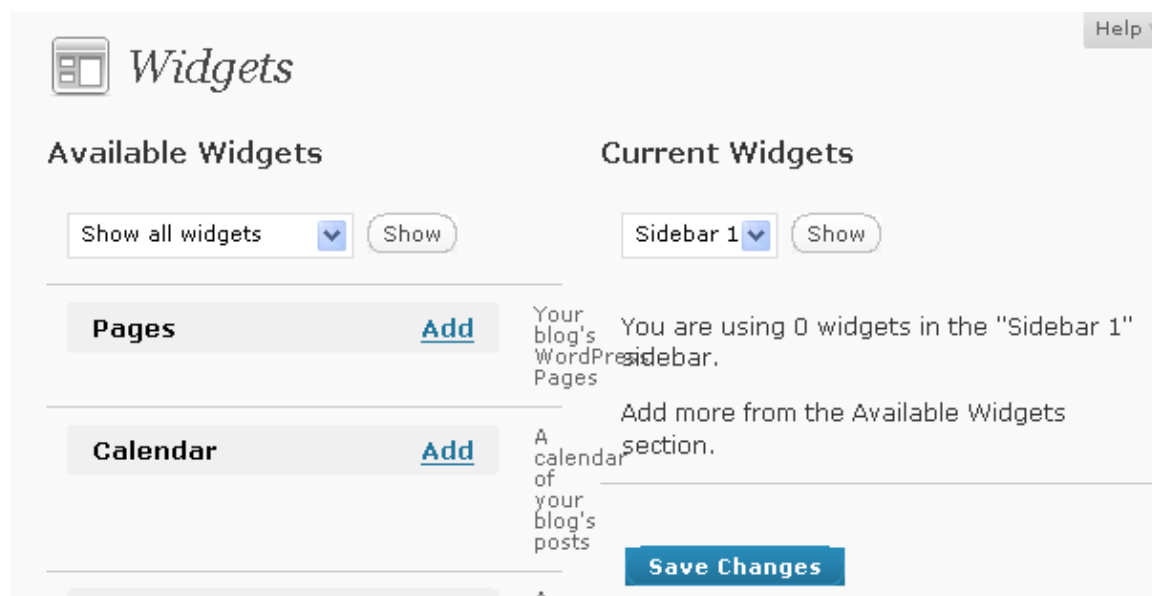 Help
Widgets
Available Widgets
Show all widgets Show
Pages Add
Your
blog's
WordPress
Pages
Calendar Add
A
calendar
of
your
blog's
posts
Current Widgets
Sidebar 1 Show
You are using 0 widgets in the "Sidebar 1"
sidebar.
Add more from the Available Widgets
section.
Save Changes